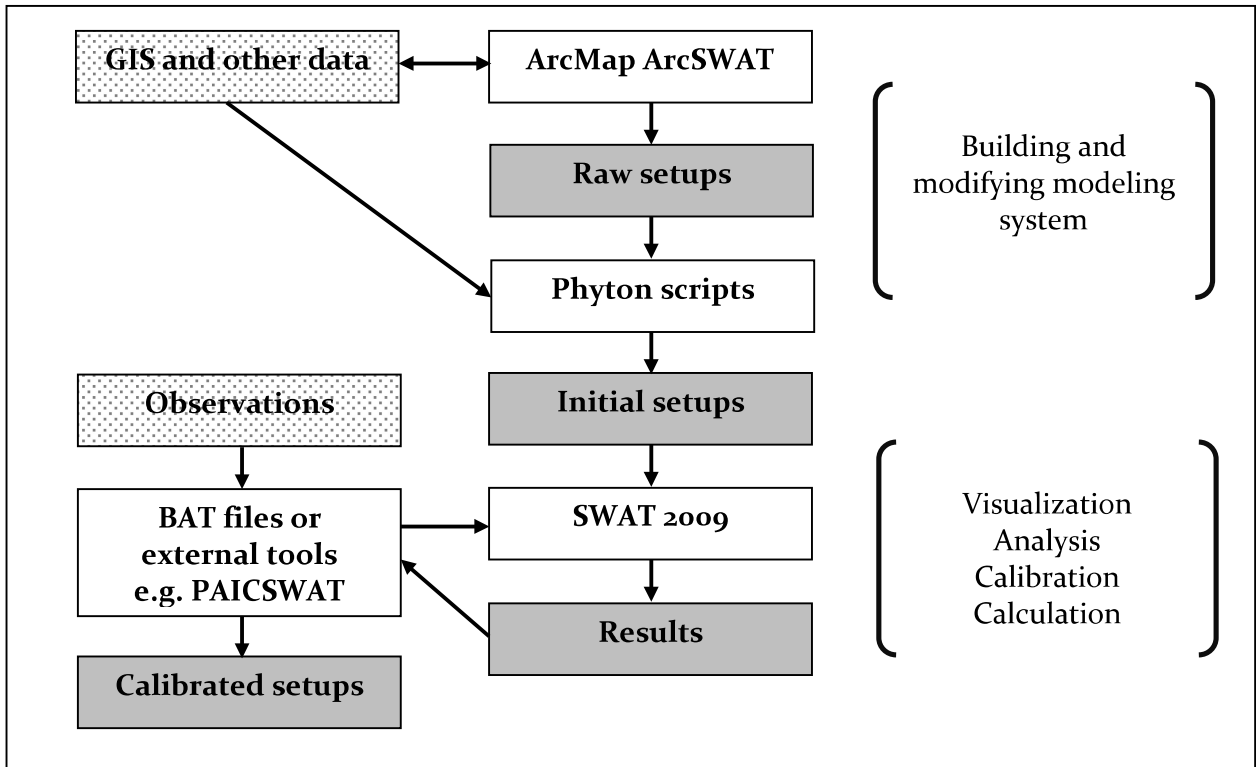 GIS and other data
ArcMap ArcSWAT
Raw setups
Building and
modifying modeling
system
Phyton scripts
Observations
Initial setups
BAT files or
external tools
e.g. PAICSWAT
SWAT 2009
Visualization
Analysis
Calibration
Calculation
Results
Calibrated setups